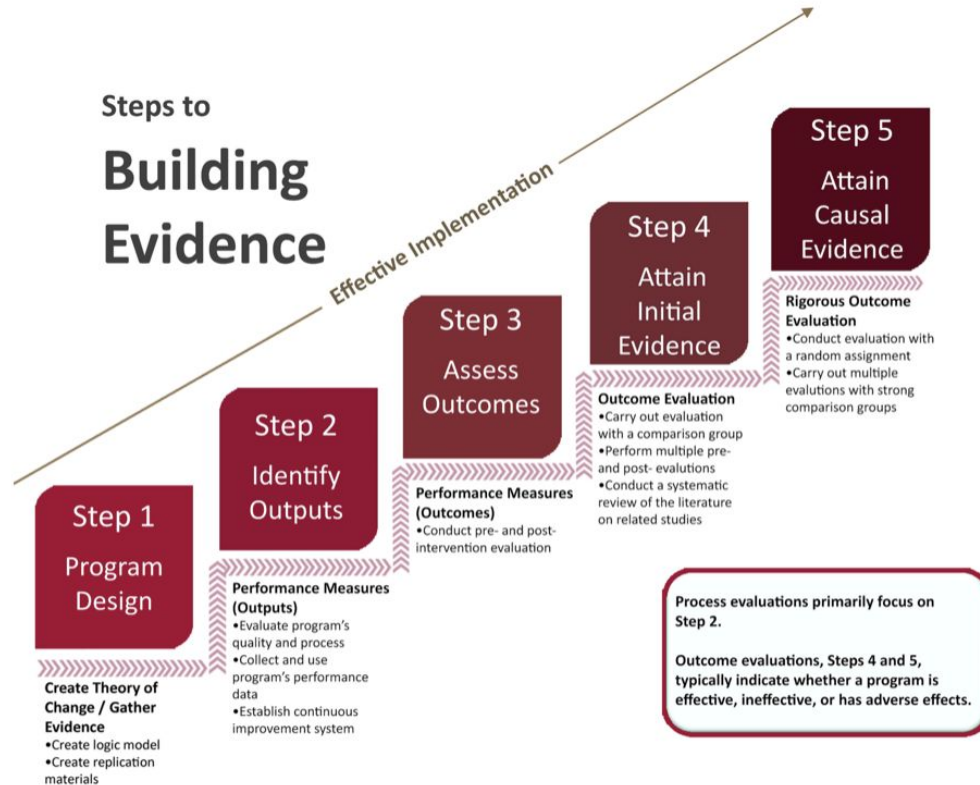 Steps to
Building
Evidence
Effective Implementation
Step 1
Program
Design
Create Theory of
Change / Gather
Evidence
•Create logic model
•Create replication
materials
Step 2
Identify
Outputs
Performance Measures
(Outputs)
•Evaluate program’s
quality and process
•Collect and use
program’s performance
data
•Establish continuous
improvement system
Step 3
Assess
Outcomes
Performance Measures
(Outcomes)
•Conduct pre- and post-
intervention evaluation
Step 4
Attain
Initial
Evidence
Outcome Evaluation
•Carry out evaluation
with a comparison group
•Perform multiple pre-
and post- evalutions
•Conduct a systematic
review of the literature
on related studies
Step 5
Attain
Causal
Evidence
Rigorous Outcome
Evaluation
•Conduct evaluation with
a random assignment
•Carry out multiple
evalutions with strong
comparison groups
Process evaluations primarily focus on
Step 2.
Outcome evaluations, Steps 4 and 5,
typically indicate whether a program is
effective, ineffective, or has adverse effects.